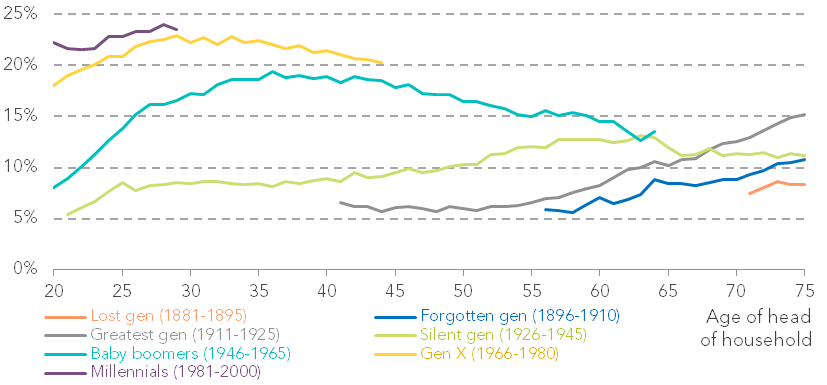 25%
20%
15%
10%
5%
0%
20 25 30 35 40 45 50 55 60 65 70 75
Lost gen (1881-1895) Forgotten gen (1896-1910) Age of head
Greatest gen (1911-1925) Silent gen (1926-1945) of household
Baby boomers (1946-1965) Gen X (1966-1980)
Millennials (1981-2000)